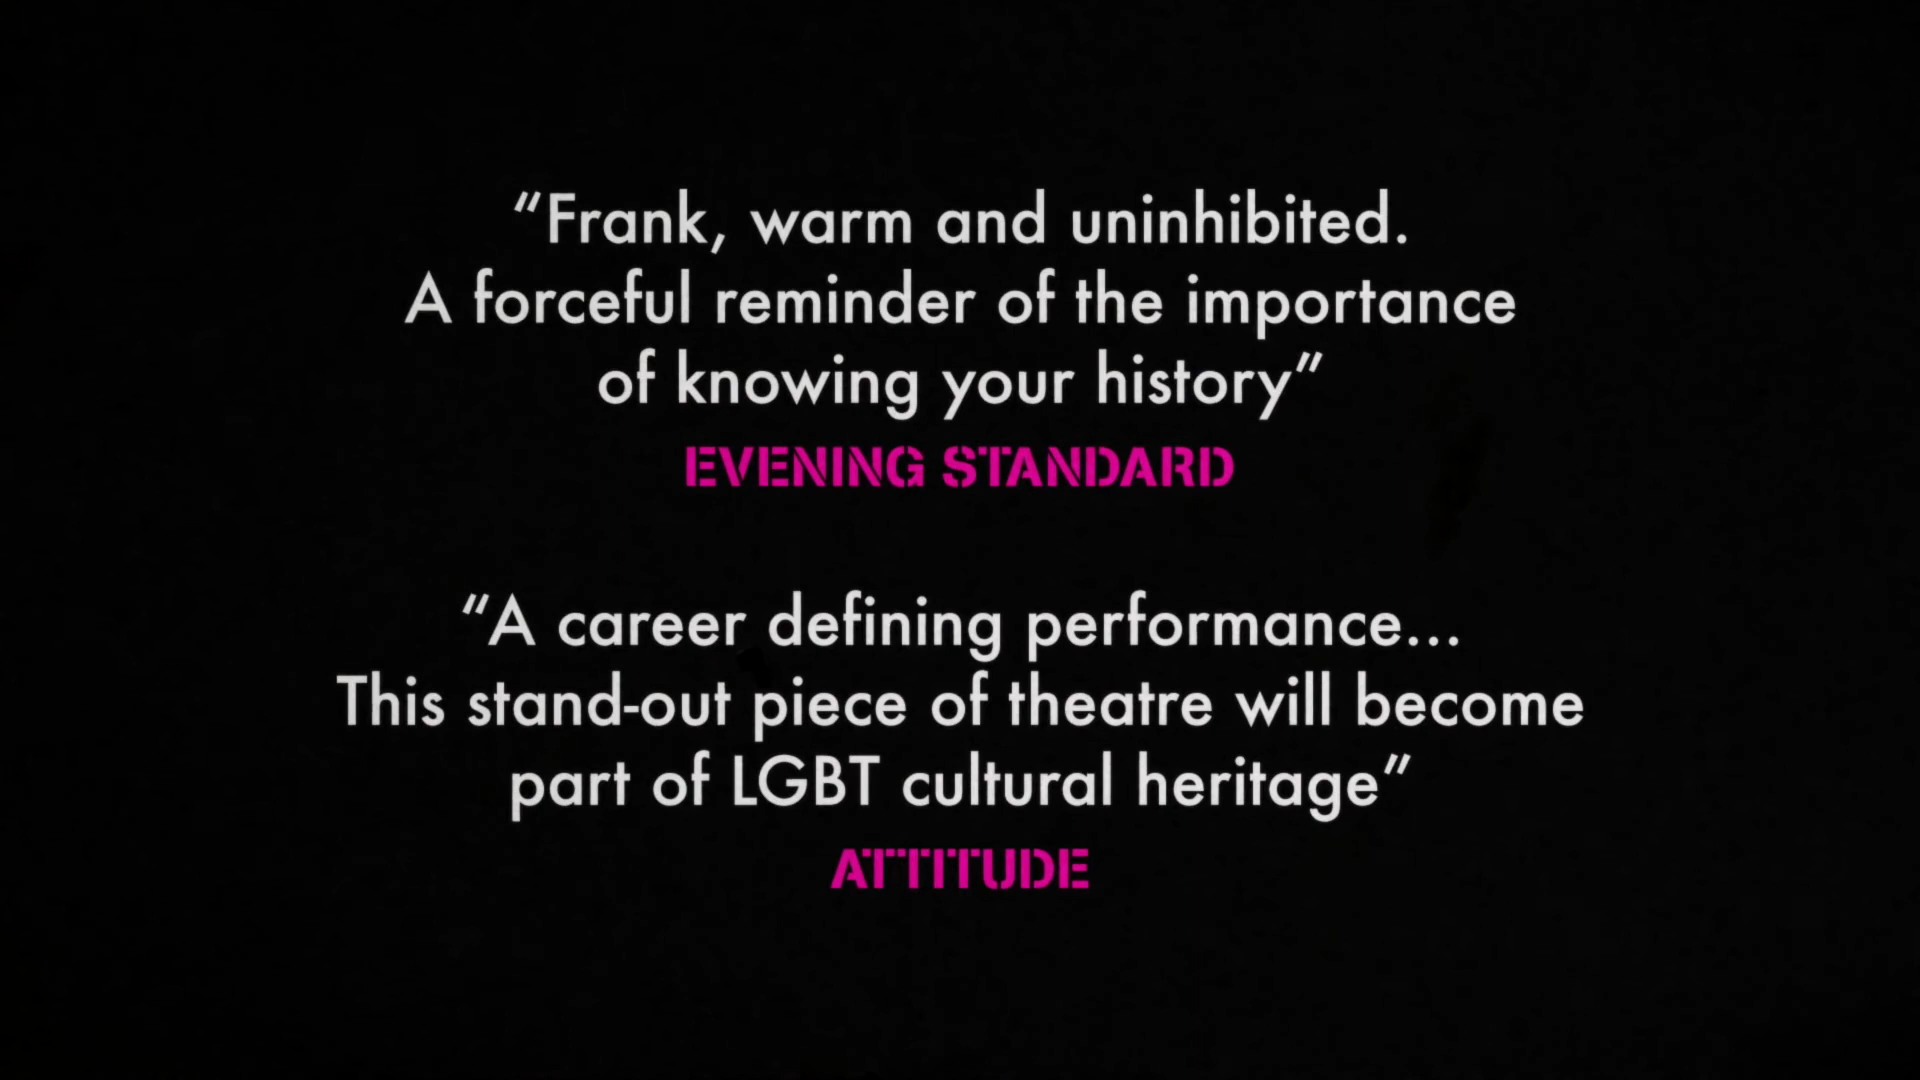 “Frank, warm and uninhibited.
A forceful reminder of the importance
of knowing your history”
EVENING STANDARD
“A career defining performance...
This stand-out piece of theatre will become
part of LGBT cultural heritage”
ATTITUDE